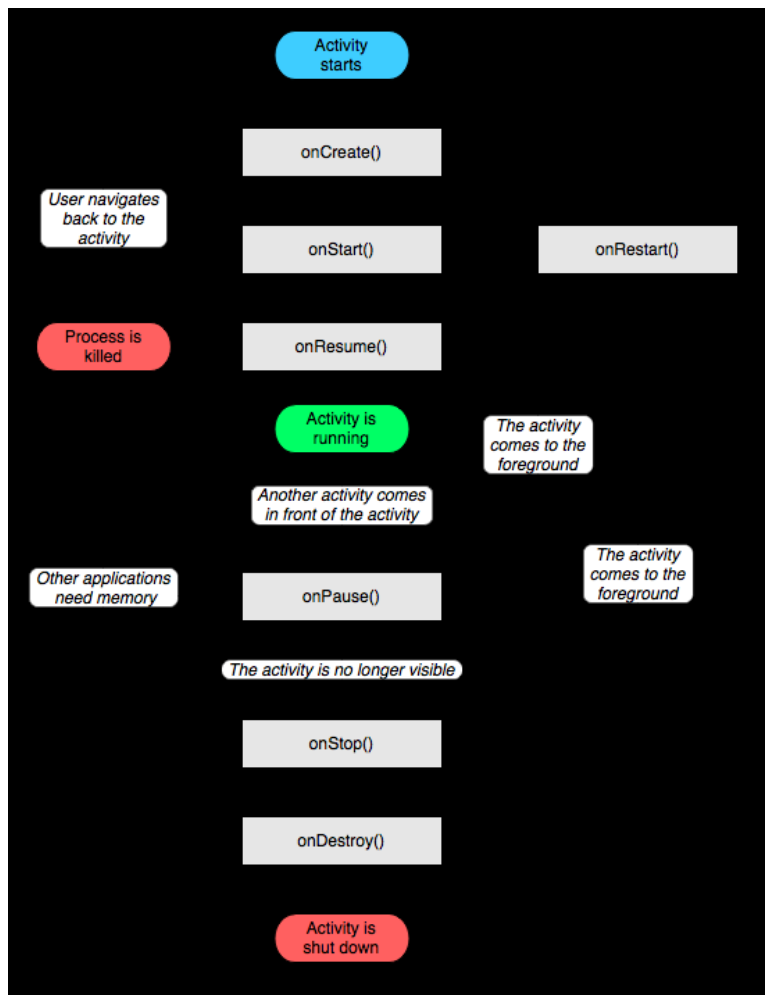 Activity
starts
onCreate()
User navigates
back to the
activity
onStart()
onRestart()
Process is
killed
onResume()
Activity is
running
The activity
comes to the
foreground
Another activity comes
in front of the activity
The activity
comes to the
foreground
Other applications
need memory
onPause()
The activity is no longer visible
onStop()
onDestroy()
Activity is
shut down